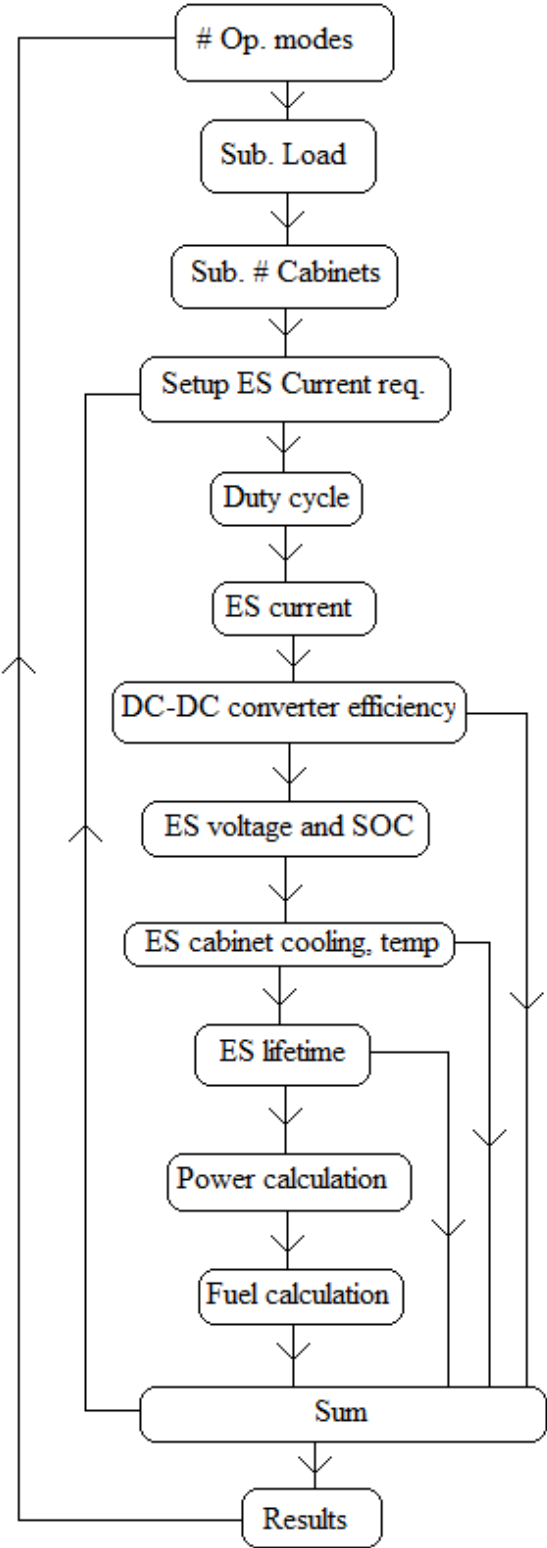 # Op. modes
Sub. Load
Sub. # Cabinets
Setup ES Current req.
Duty cycle
ES current
DC-DC converter efficiency
ES voltage and SOC
ES cabinet cooling, temp
ES lifetime
Power calculation
Fuel calculation
Sum
Results